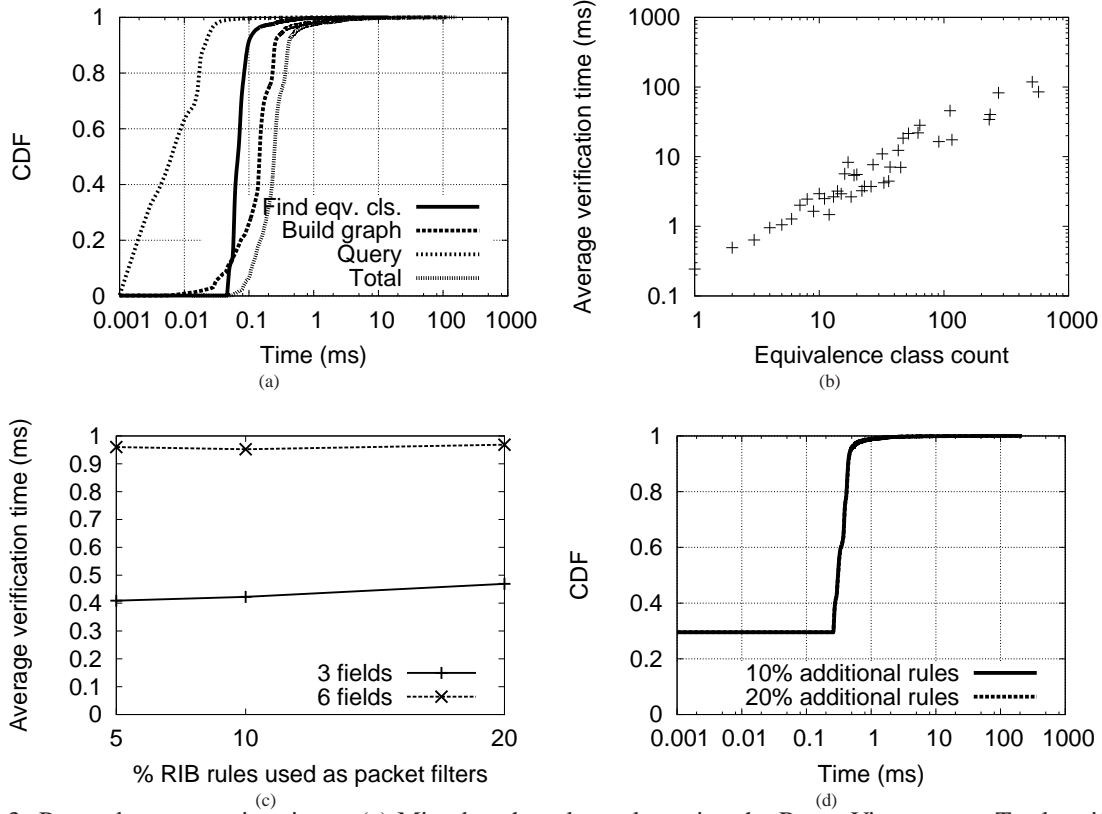 1
0.8
0.6
0.4
0.2
0
CDF
Find eqv. cls.
Build graph
Query
Total
0.001 0.01 0.1 1 10 100 1000
Time (ms)
(a)
1000
100
10
1
0.1
Average verification time (ms)
1 10 100 1000
Equivalence class count
(b)
1
0.9
0.8
0.7
0.6
0.5
0.4
0.3
0.2
0.1
0
Average verification time (ms)
3 fields
6 fields
5 10 20
% RIB rules used as packet filters
(c)
1
0.8
0.6
0.4
0.2
0
CDF
10% additional rules
20% additional rules
0.001 0.01 0.1 1 10 100 1000
Time (ms)
(d)